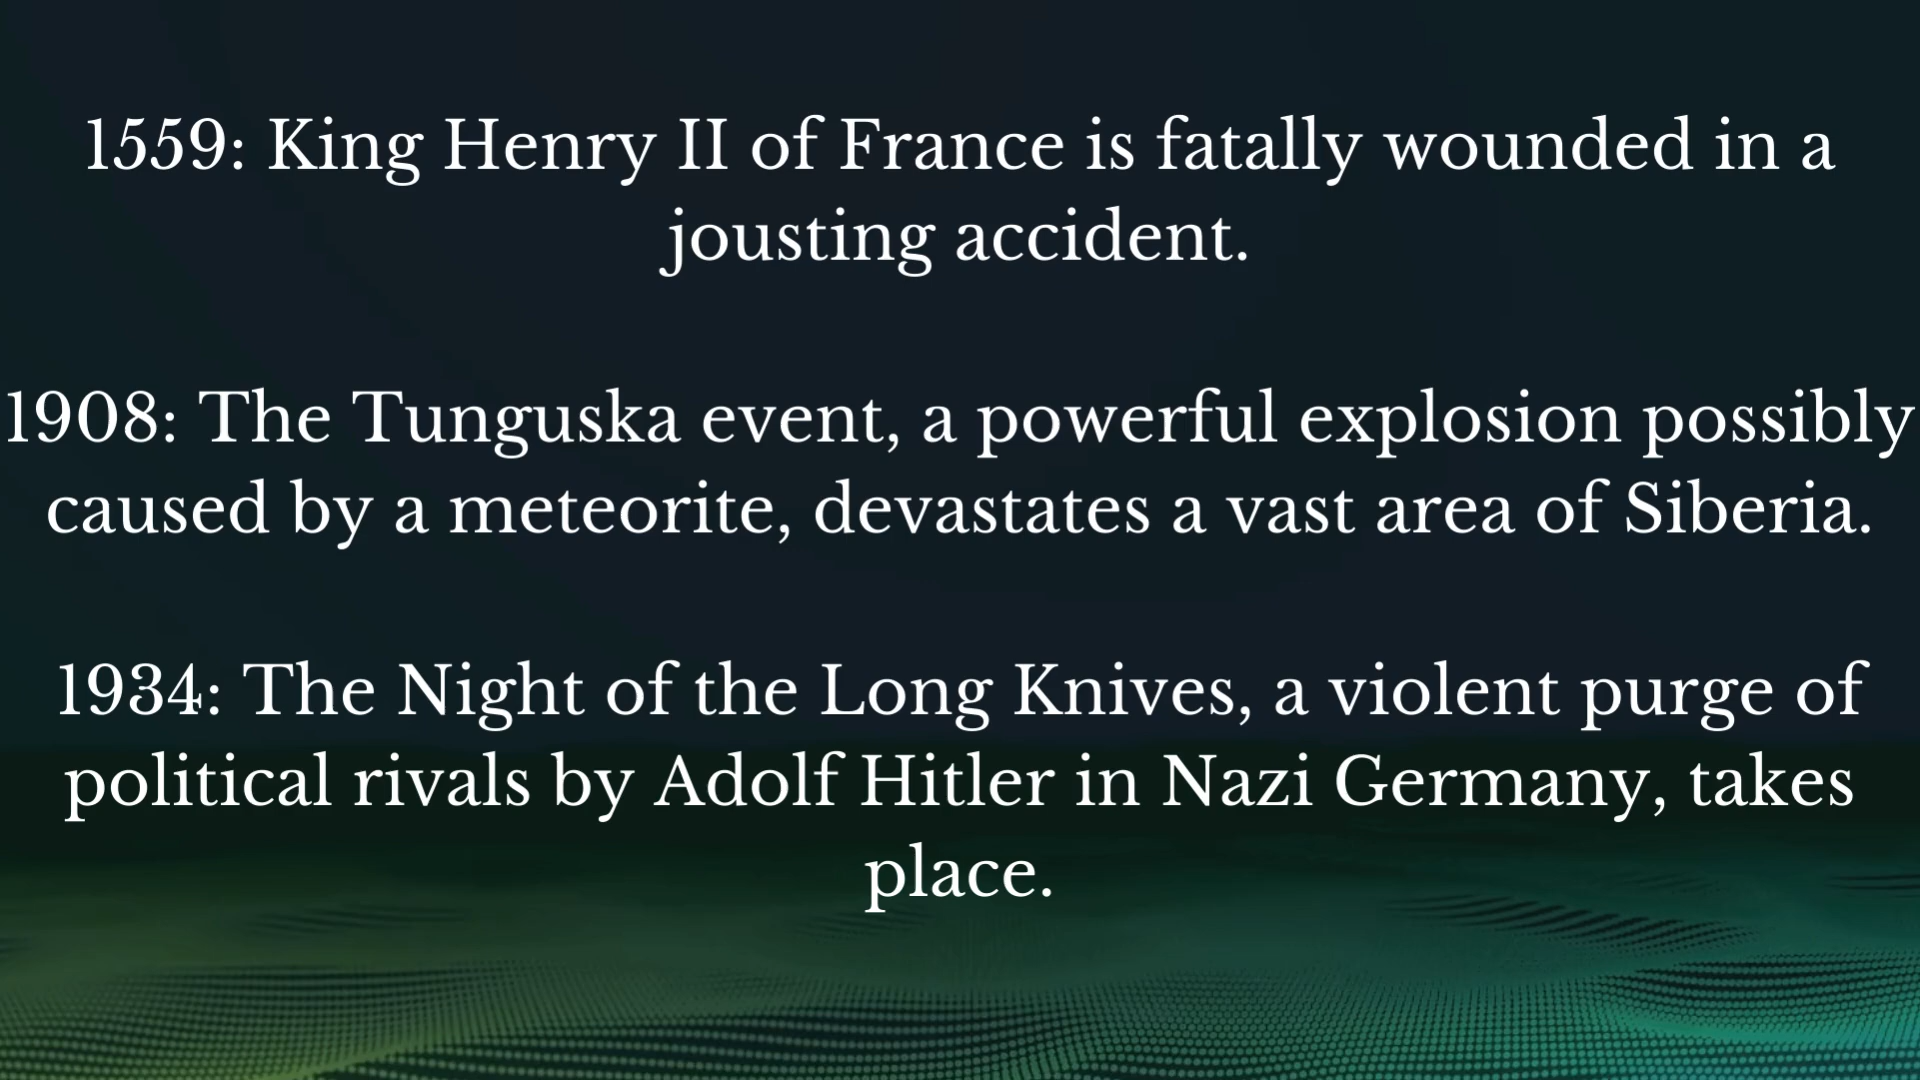 1559: King Henry II of France is fatally wounded in a
jousting accident.
1908: The Tunguska event, a powerful explosion possibly
caused by a meteorite, devastates a vast area of Siberia.
1934: The Night of the Long Knives, a violent purge of
political rivals by Adolf Hitler in Nazi Germany, takes
place.